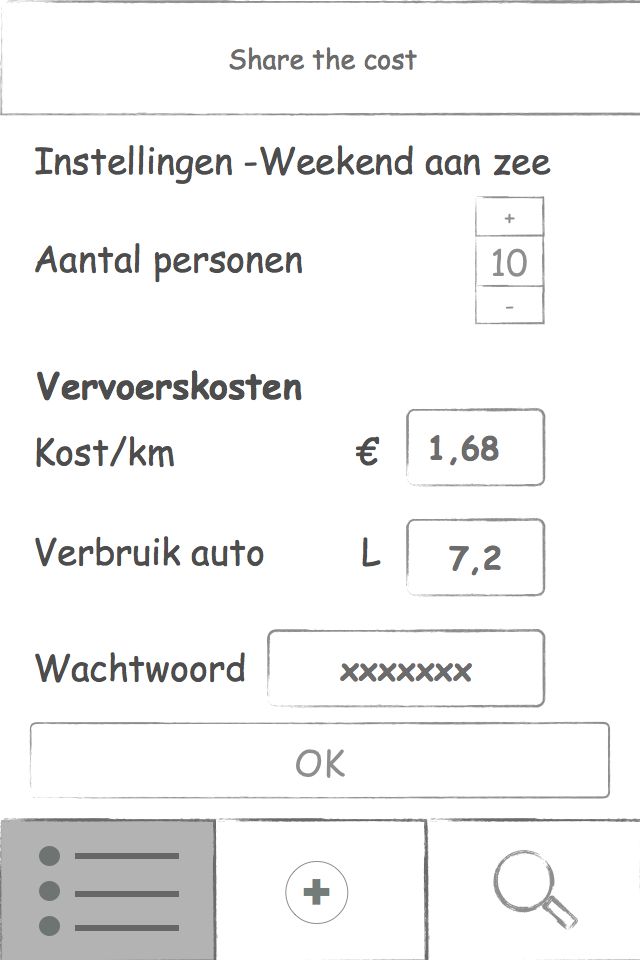 Share the cost
Instellingen -Weekend aan zee
+
Aantal personen 10
-
Vervoerskosten
Kost/km € 1,68
Verbruik auto L 7,2
Wachtwoord xxxxxxx
OK